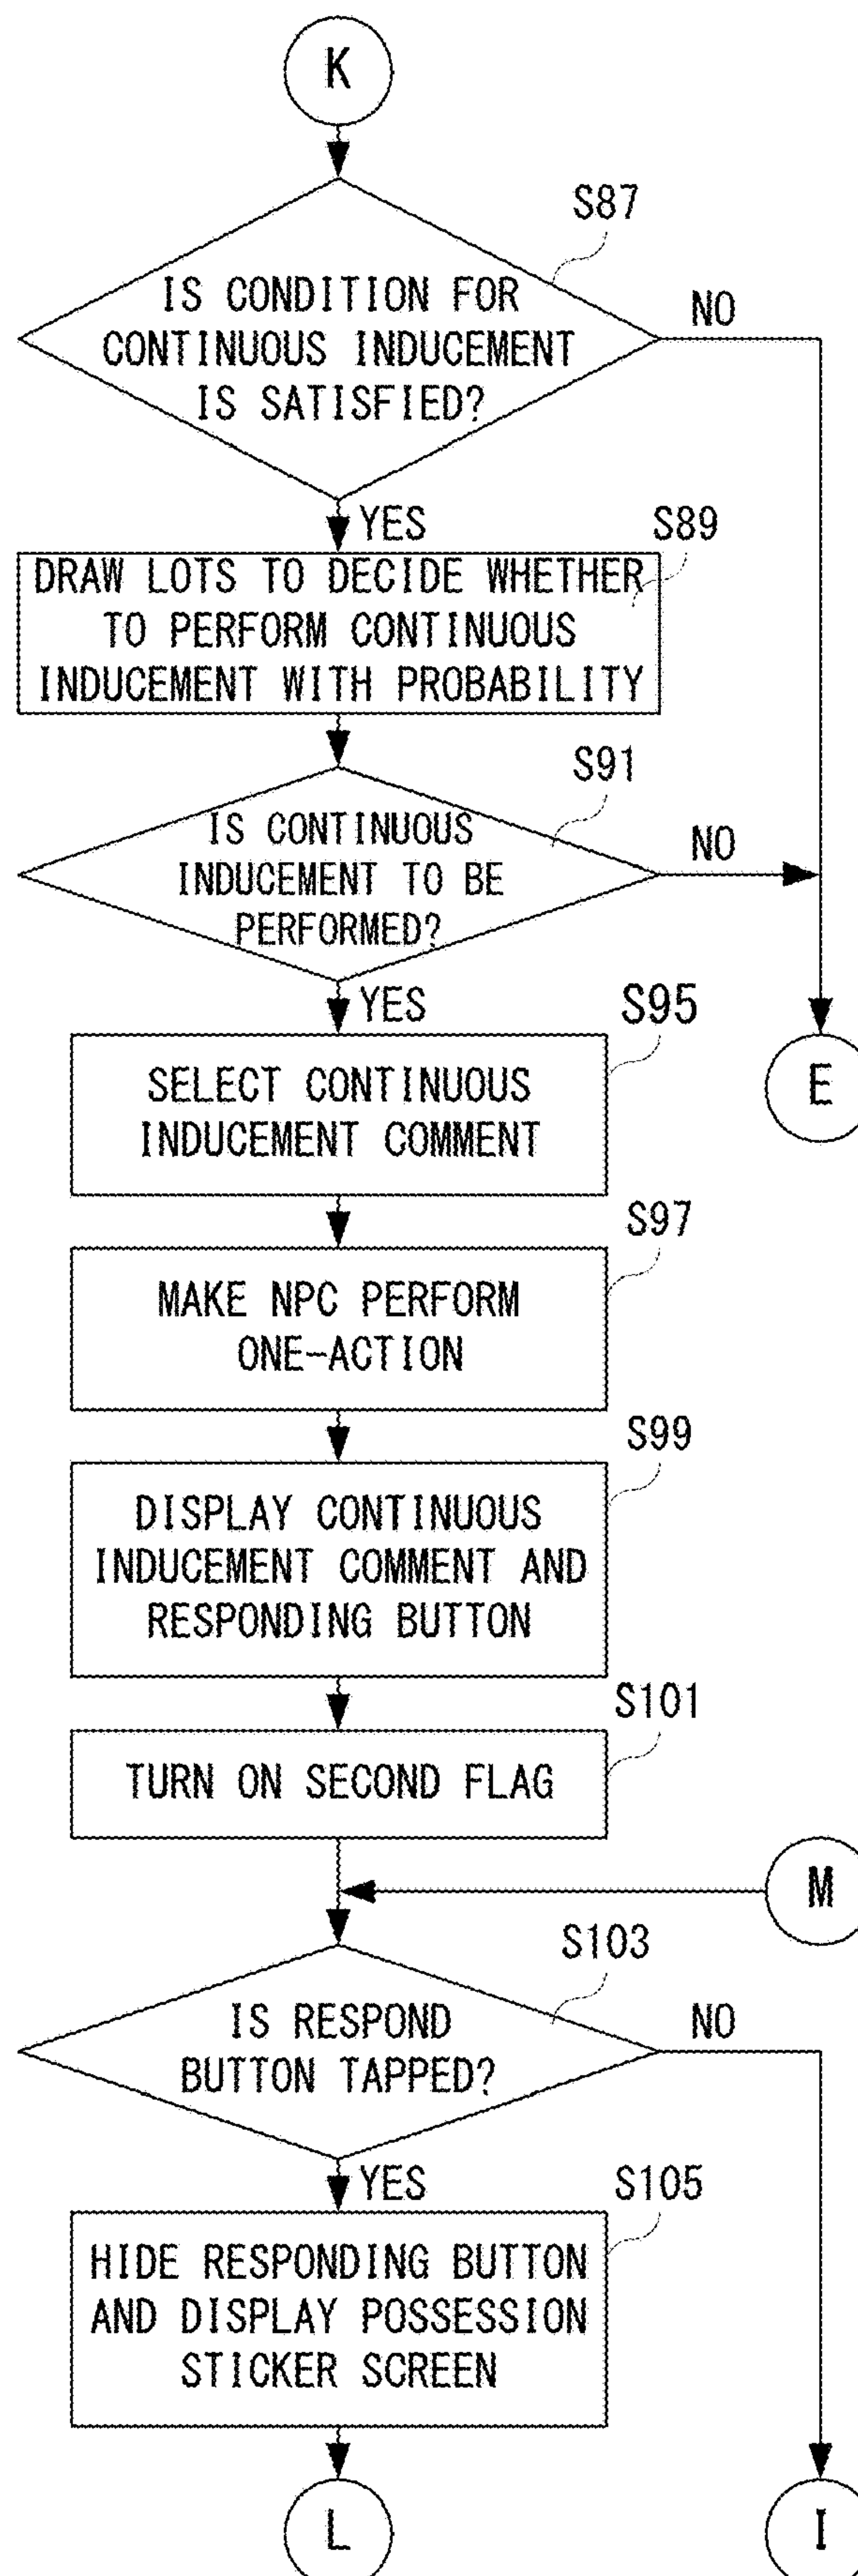 K
S87
IS CONDITION FOR
CONTINUOUS INDUCEMENT
IS SATISFIED?
NO
YES
S89
DRAW LOTS TO DECIDE WHETHER
TO PERFORM CONTINUOUS
INDUCEMENT WITH PROBABILITY
S91
IS CONTINUOUS
INDUCEMENT TO BE
PERFORMED?
NO
YES
S95
SELECT CONTINUOUS
INDUCEMENT COMMENT
E
S97
MAKE NPC PERFORM
ONE-ACTION
S99
DISPLAY CONTINUOUS
INDUCEMENT COMMENT AND
RESPONDING BUTTON
S101
TURN ON SECOND FLAG
M
S103
IS RESPOND
BUTTON TAPPED?
NO
YES
S105
HIDE RESPONDING BUTTON
AND DISPLAY POSSESSION
STICKER SCREEN
L
I